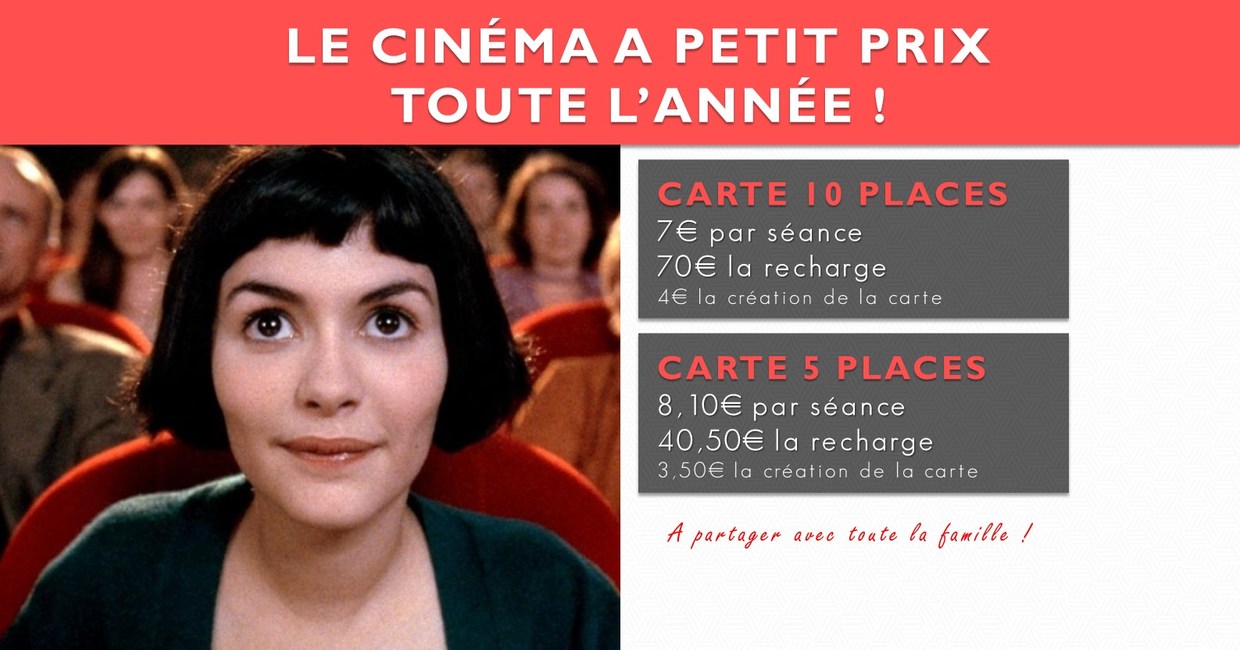 LE CINÉMA A PETIT PRIX
TOUTE L’ANNÉE !
CARTE 10 PLACES
7€ par séance
70€ la recharge
4€ la création de la carte
CARTE 5 PLACES
8,10€ par séance
40,50€ la recharge
3,50€ la création de la carte
A partager avec toute la famille !